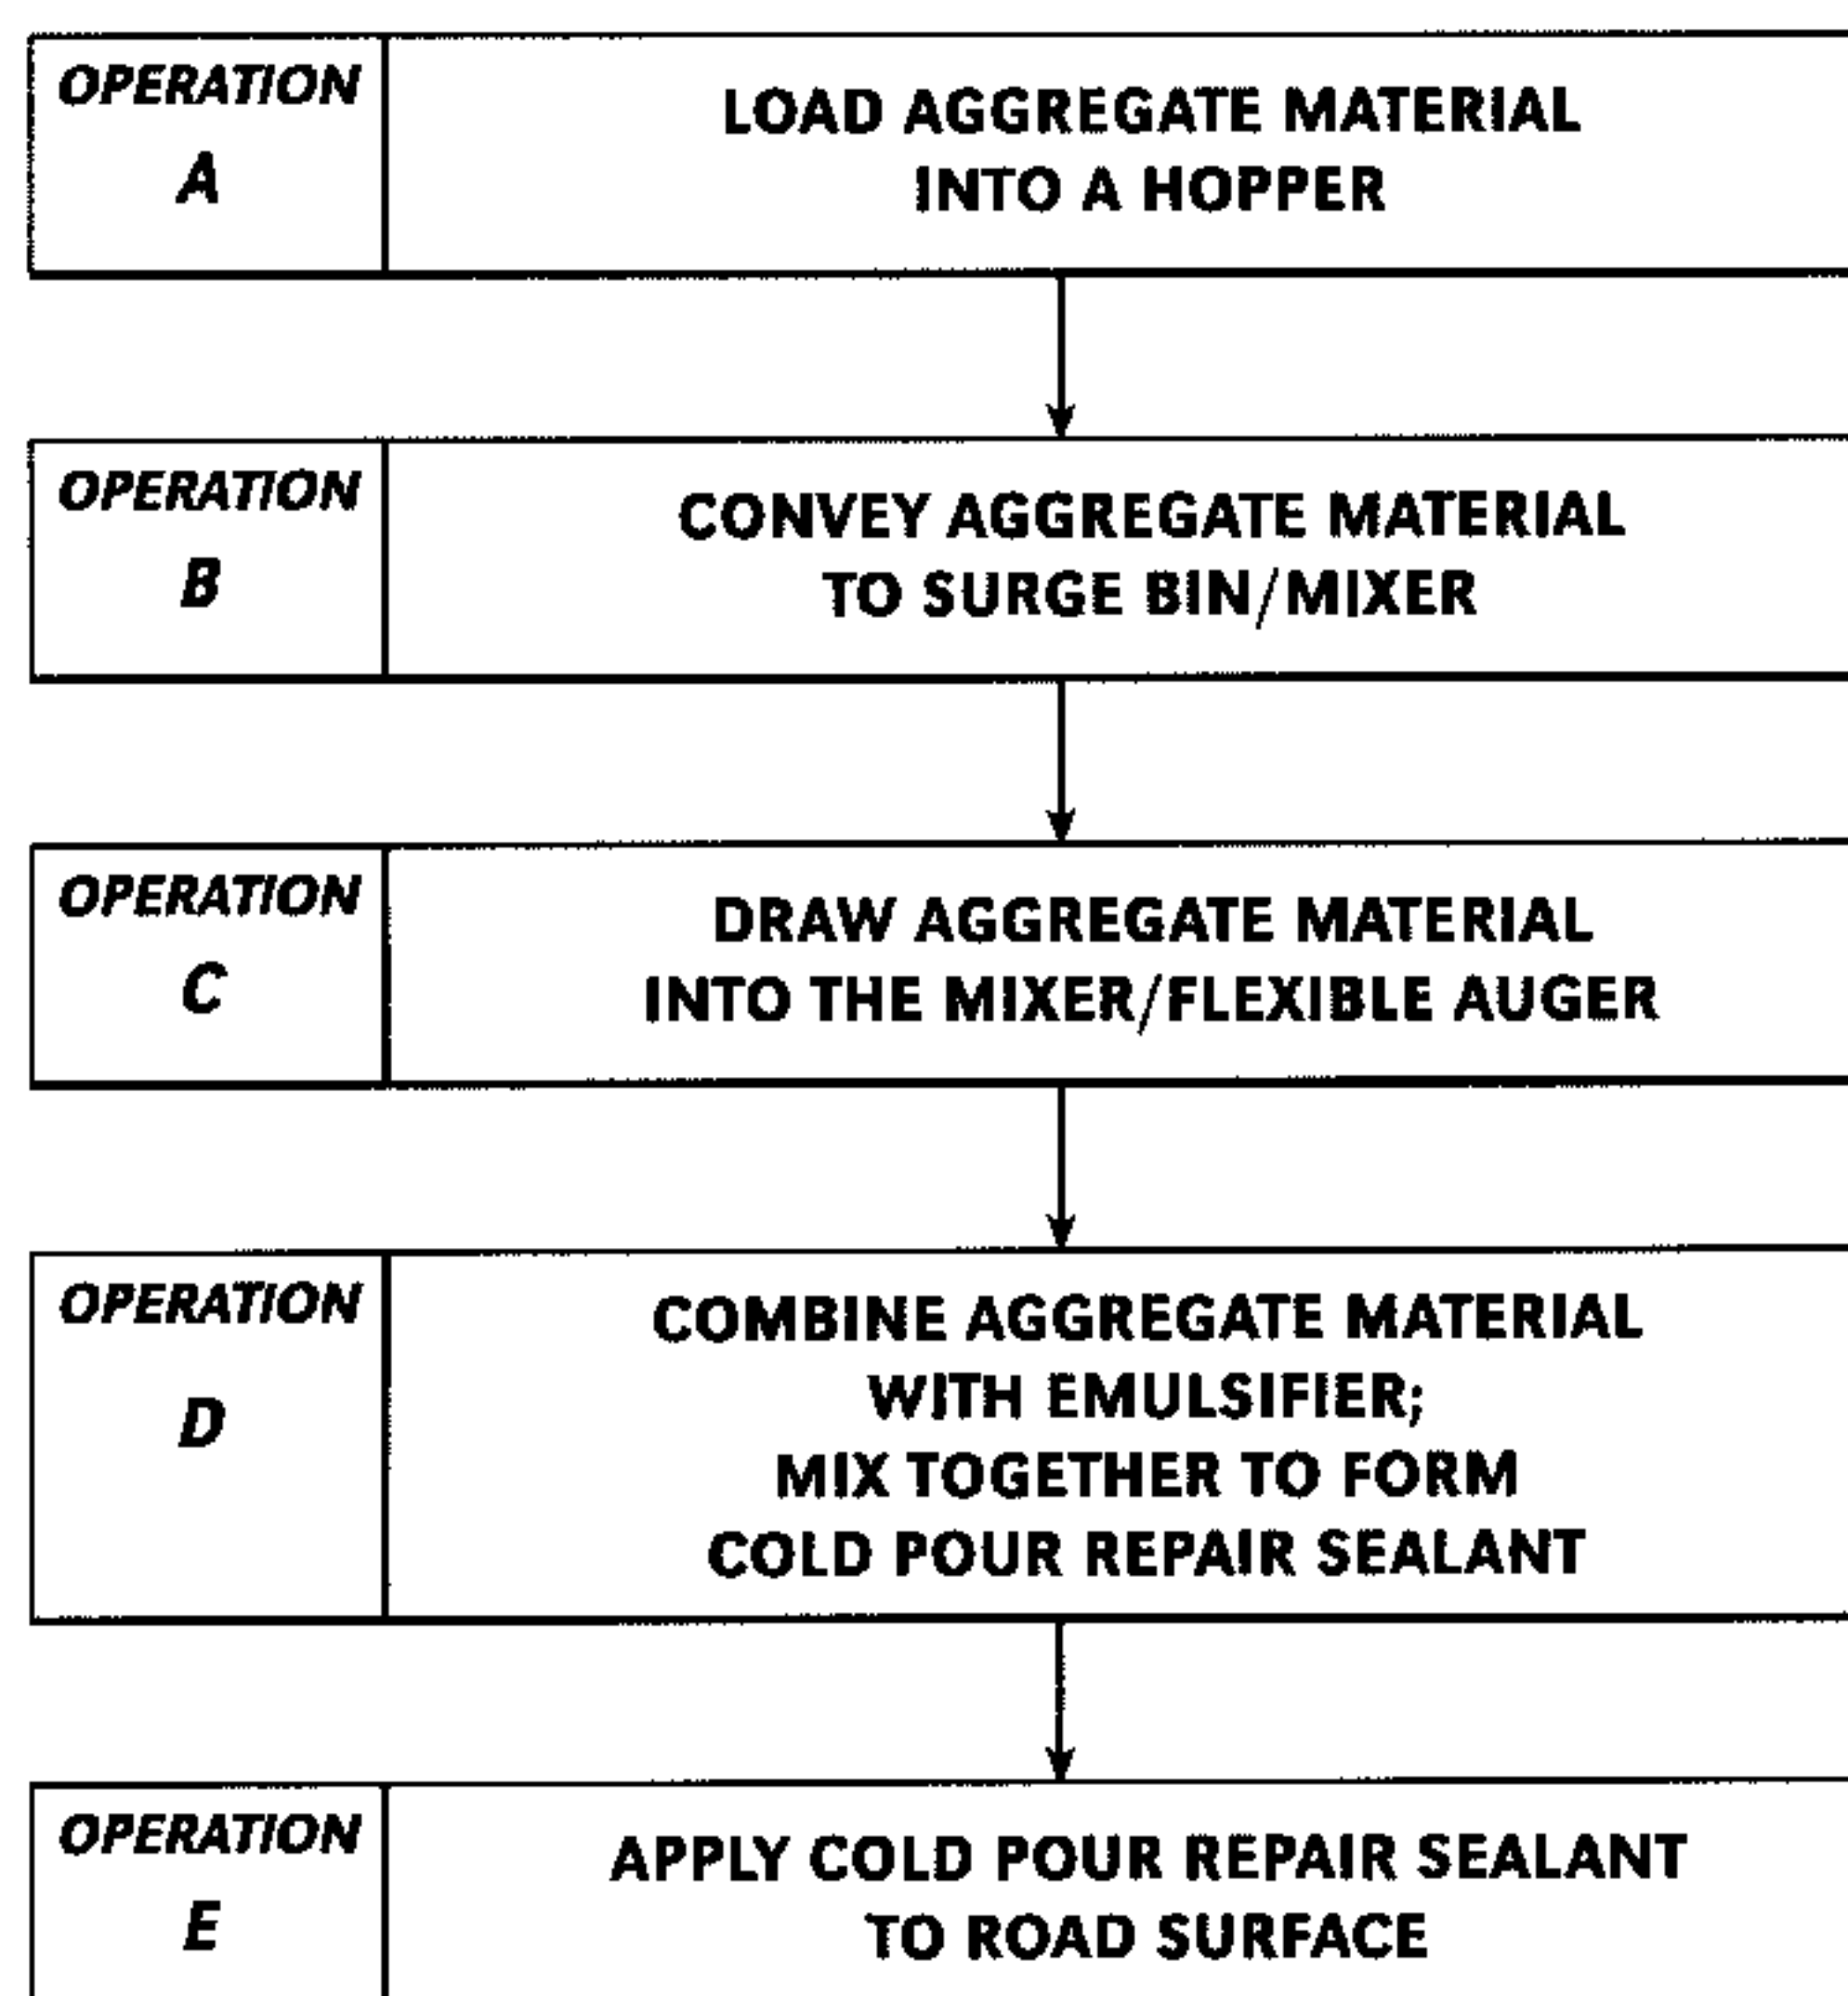 OPERATION
A
LOAD AGGREGATE MATERIAL
INTO A HOPPER
OPERATION
B
CONVEY AGGREGATE MATERIAL
TO SURGE BIN/MIXER
OPERATION
C
DRAW AGGREGATE MATERIAL
INTO THE MIXER/FLEXIBLE AUGER
OPERATION
D
COMBINE AGGREGATE MATERIAL
WITH EMULSIFIER;
MIX TOGETHER TO FORM
COLD POUR REPAIR SEALANT
OPERATION
E
APPLY COLD POUR REPAIR SEALANT
TO ROAD SURFACE